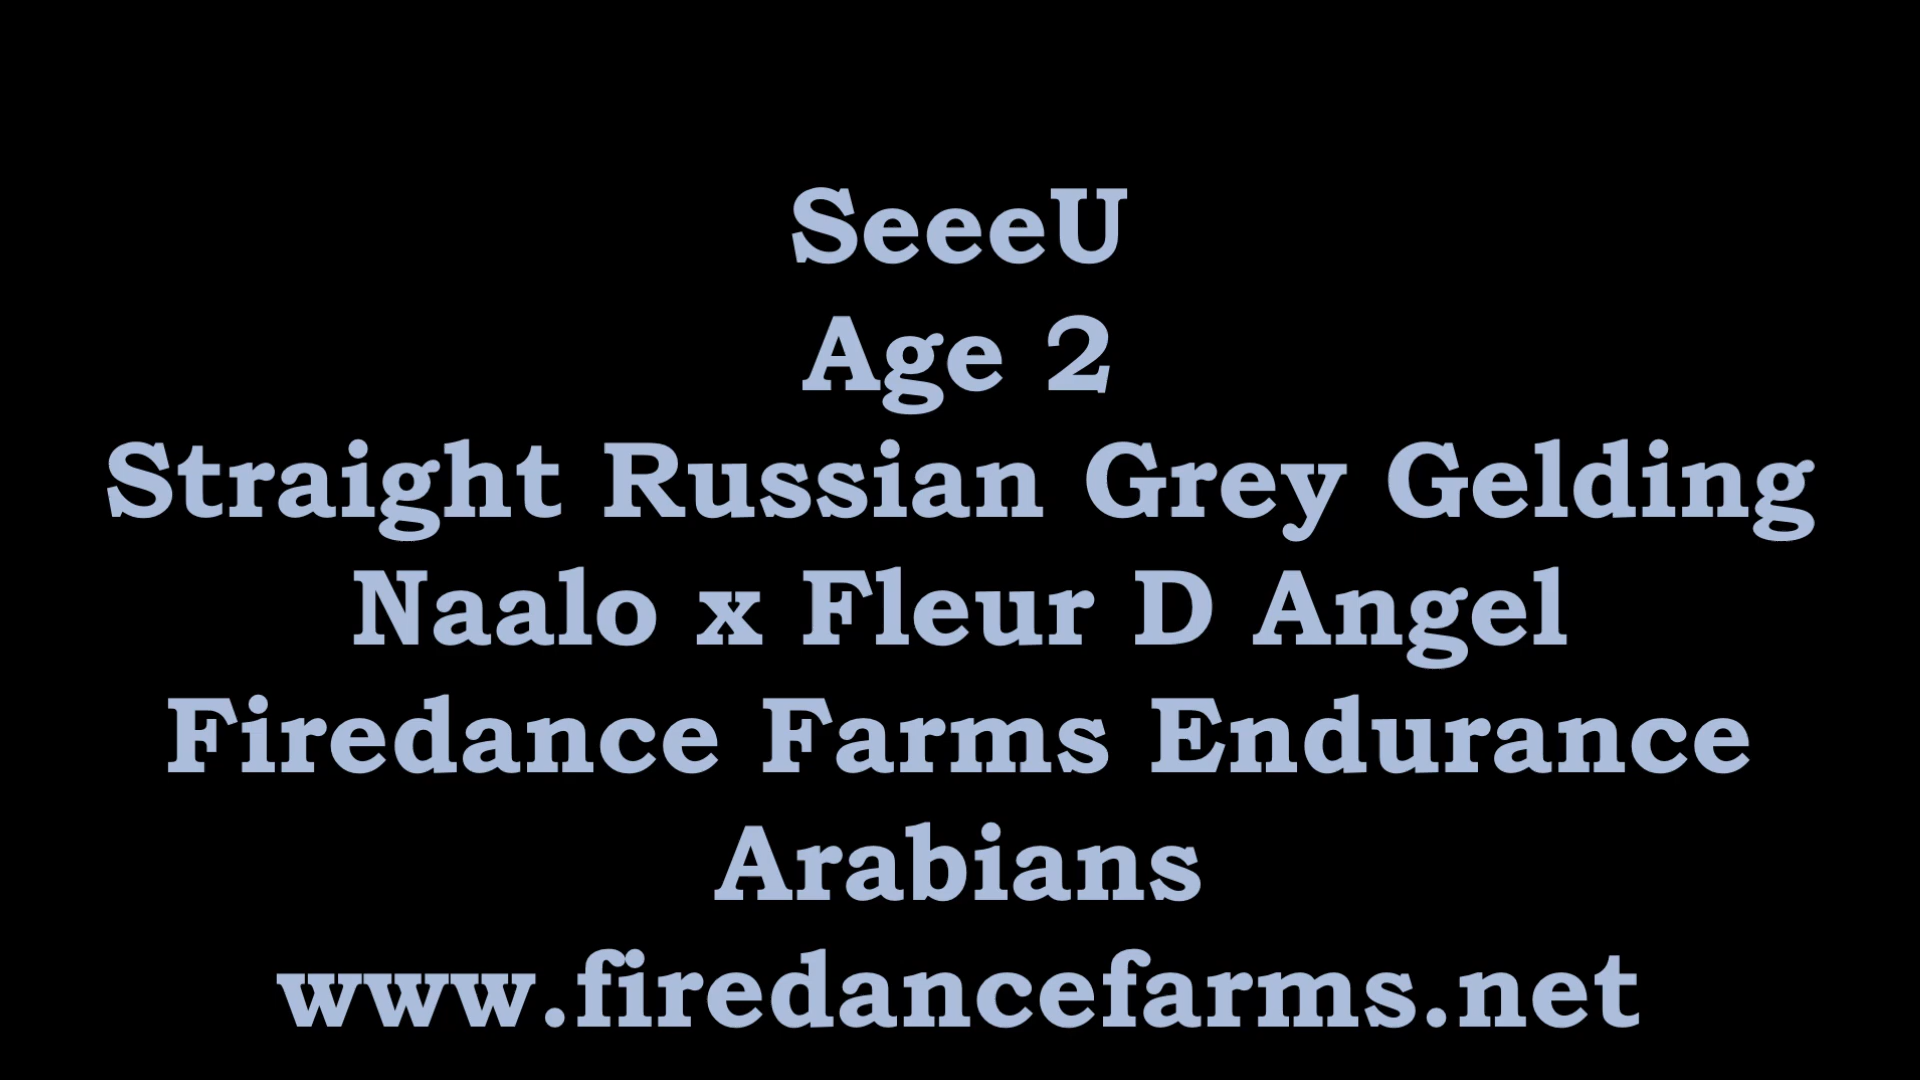 SeeeU
Age 2
Straight Russian Grey Gelding
Naalo x Fleur D Angel
Firedance Farms Endurance
Arabians
www.firedancefarms.net